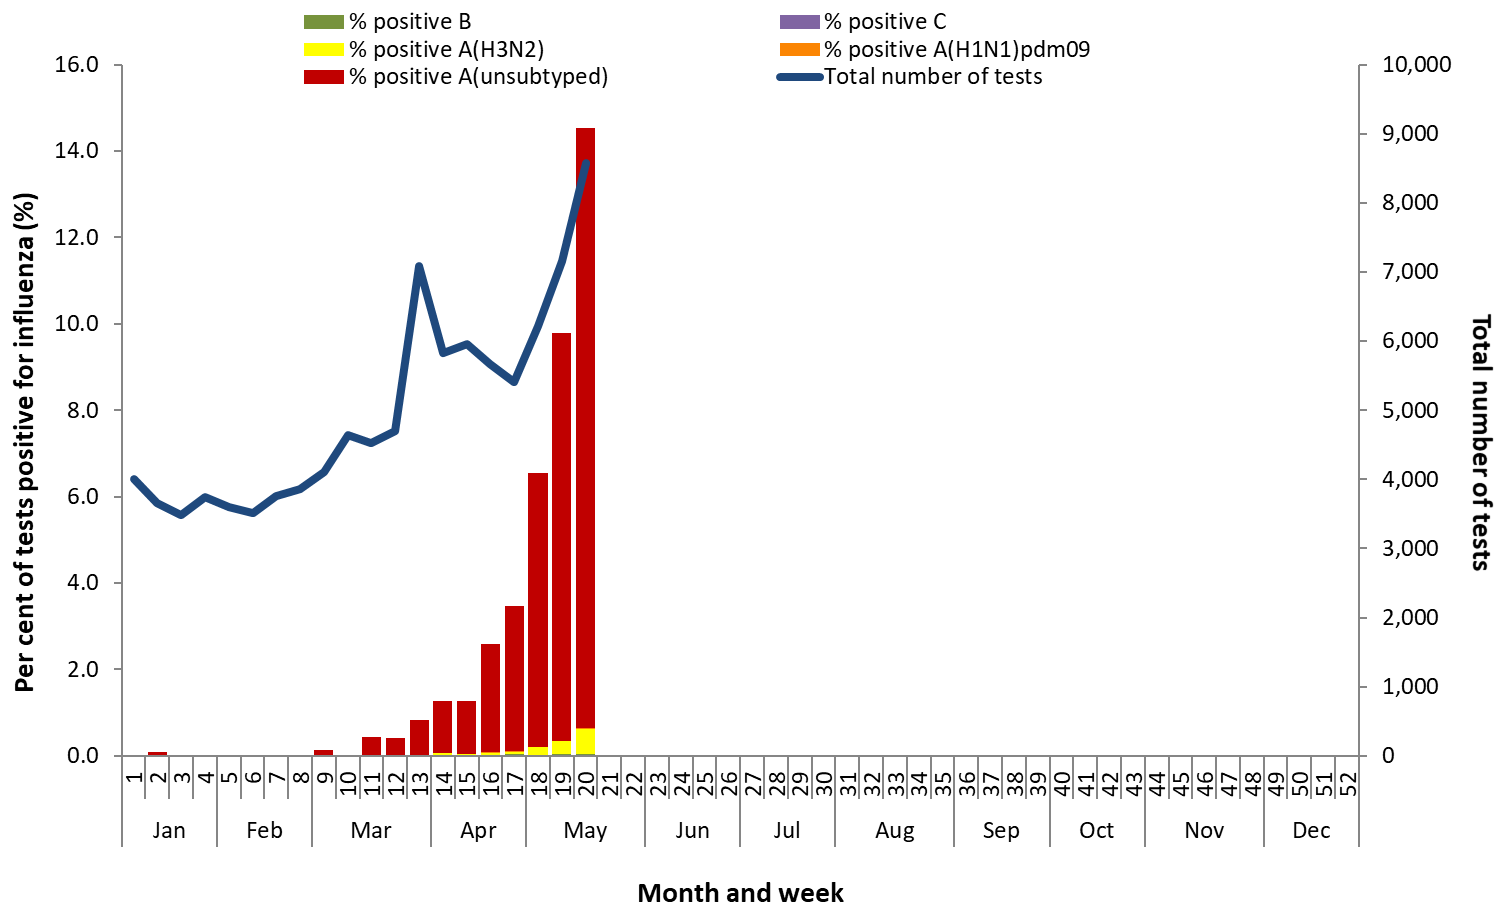 % positive B
% positive C
% positive A(H3N2)
% positive A(H1N1)pdm09
% positive A(unsubtyped)
Total number of tests
Per cent of tests positive for influenza (%)
16.0
14.0
12.0
10.0
8.0
6.0
4.0
2.0
0.0
10,000
9,000
8,000
7,000
6,000
5,000
4,000
3,000
2,000
1,000
0
Total number of tests
1 2 3 4 5 6 7 8 9 10 11 12 13 14 15 16 17 18 19 20 21 22 23 24 25 26 27 28 29 30 31 32 33 34 35 36 37 38 39 40 41 42 43 44 45 46 47 48 49 50 51 52
Jan Feb Mar Apr May Jun Jul Aug Sep Oct Nov Dec
Month and week